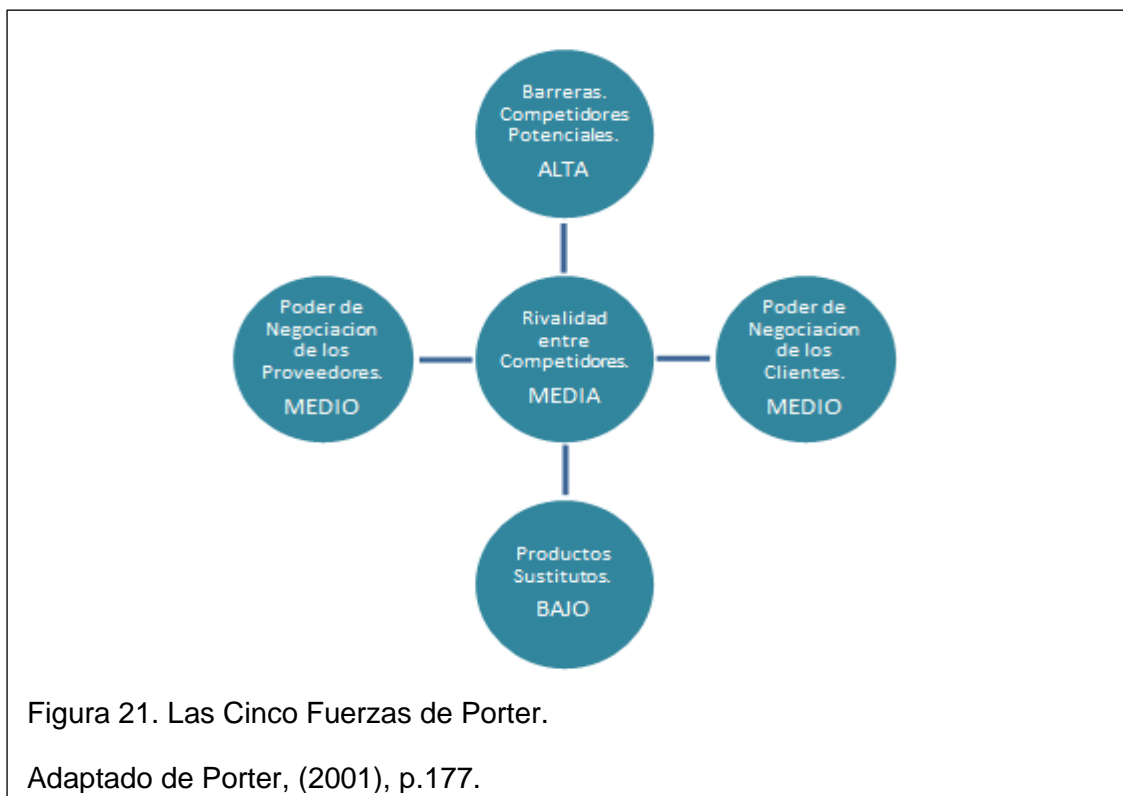 Barreras.
Competidores
Potenciales.
ALTA
Poder de
Negociacion
de los
Proveedores.
MEDIO
Rivalidad
entre
Competidores.
MEDIA
Poder de
Negociacion
de los
Clientes.
MEDIO
Productos
Sustitutos.
BAJO
Figura 21. Las Cinco Fuerzas de Porter.
Adaptado de Porter, (2001), p.177.